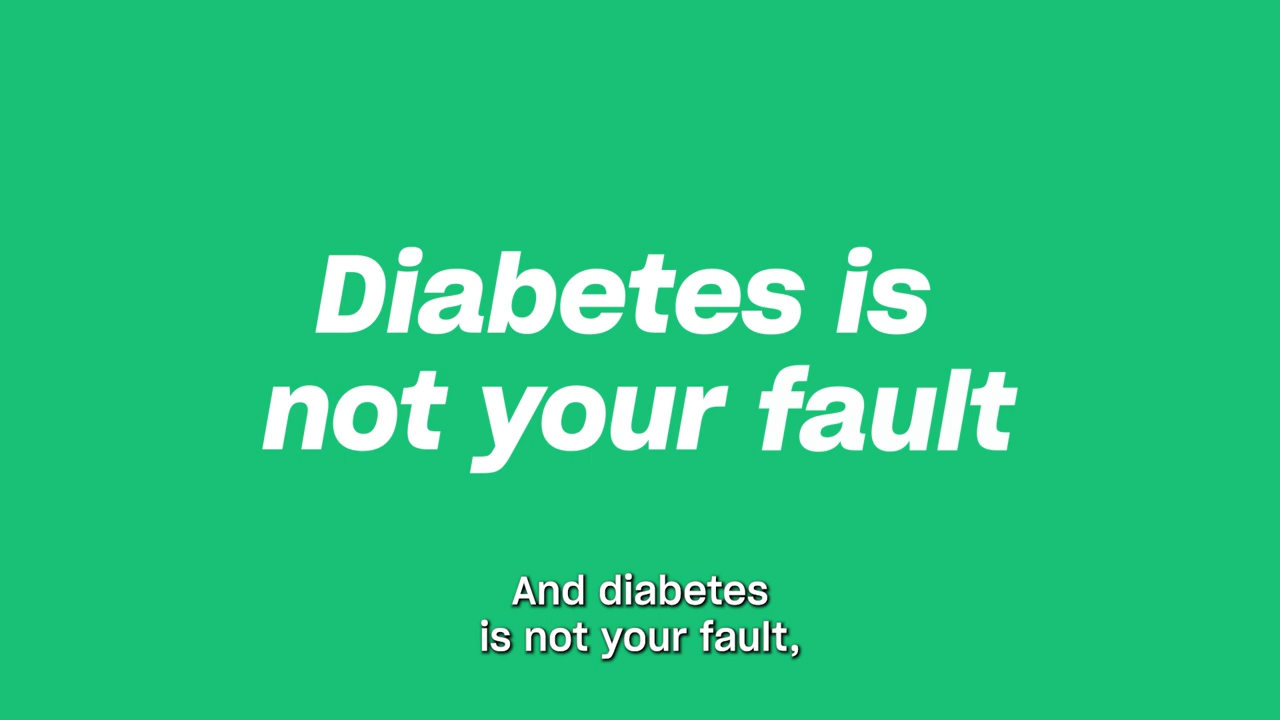 Diabetes is
not your fault
And diabetes
is not your fault,